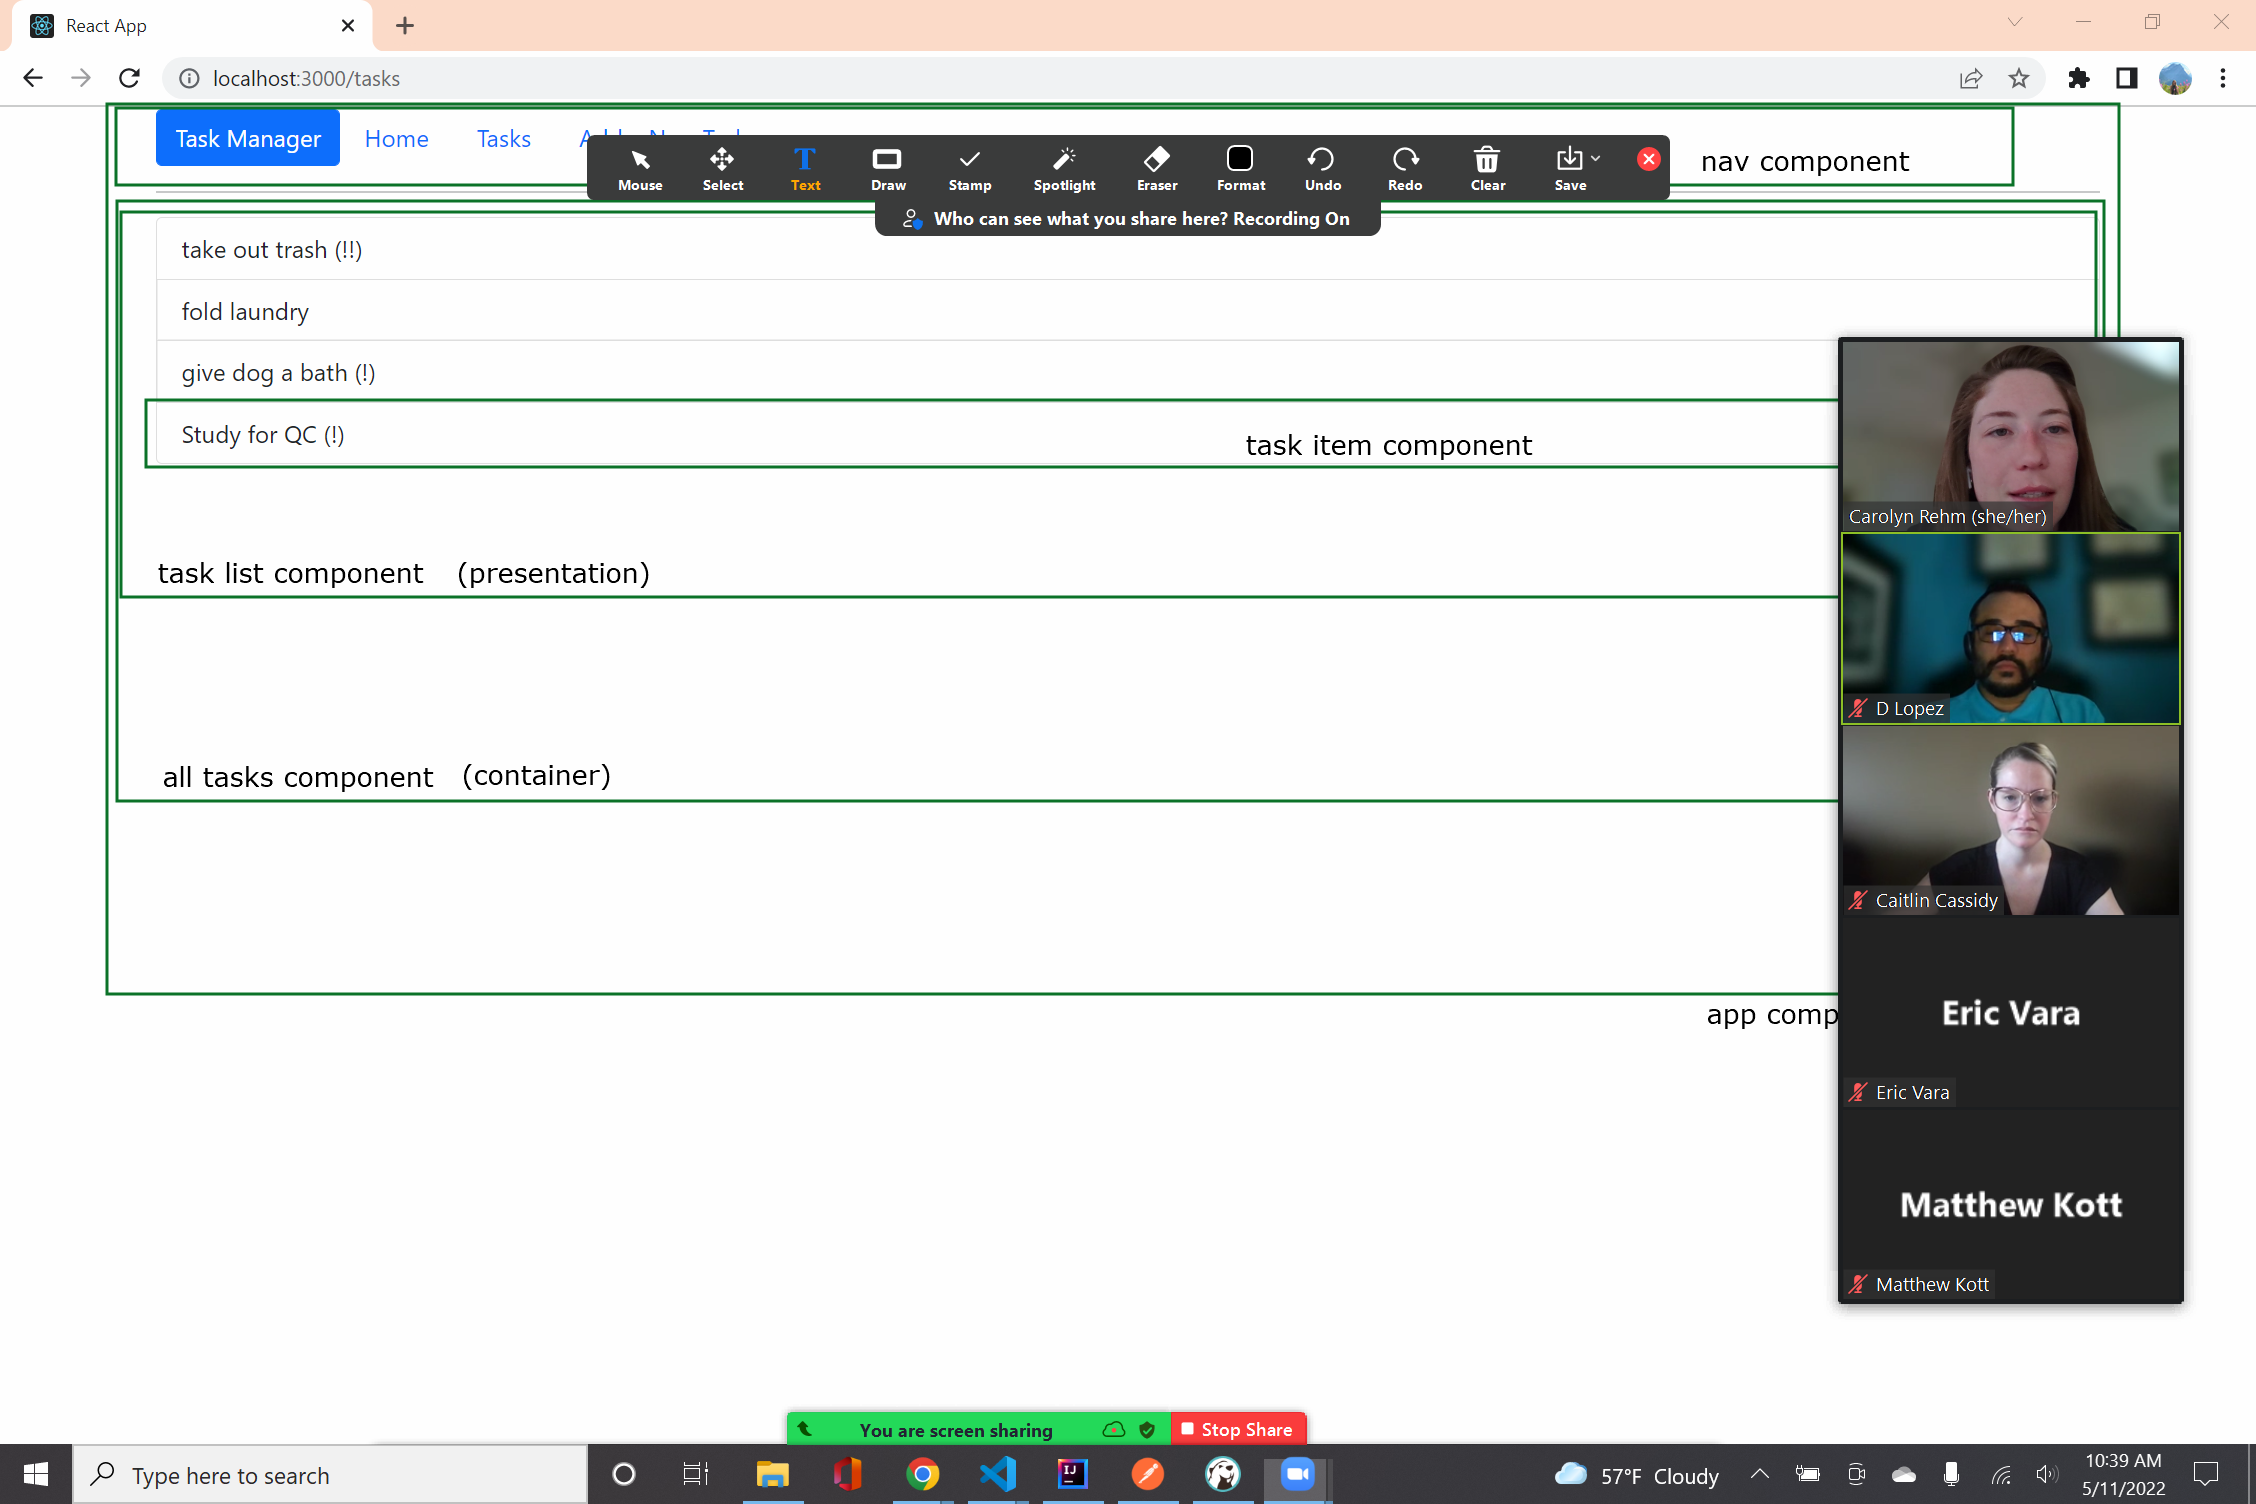 React App
localhost:3000/tasks
Task Manager Home Tasks
Mouse Select Text Draw Stamp Spotlight Eraser Format Undo Redo Clear Save
nav component
Who can see what you share here? Recording On
take out trash (!!)
fold laundry
give dog a bath (!)
Study for QC (!)
task item component
Carolyn Rehm (she/her)
task list component (presentation)
D Lopez
all tasks component (container)
Caitlin Cassidy
app comp
Eric Vara
Eric Vara
Matthew Kott
Matthew Kott
You are screen sharing Stop Share
Type here to search
57°F Cloudy
10:39 AM
5/11/2022